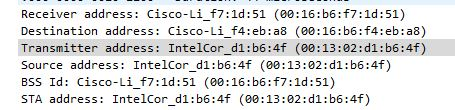 Receiver address: Cisco-Li_f7:1d:51 (00:16:b6:f7:1d:51)
Destination address: Cisco-Li_f4:eb:a8 (00:16:b6:f4:eb:a8)
Transmitter address: IntelCor_d1:b6:4f (00:13:02:d1:b6:4f)
Source address: IntelCor_d1:b6:4f (00:13:02:d1:b6:4f)
BSS Id: Cisco-Li_f7:1d:51 (00:16:b6:f7:1d:51)
STA address: IntelCor_d1:b6:4f (00:13:02:d1:b6:4f)